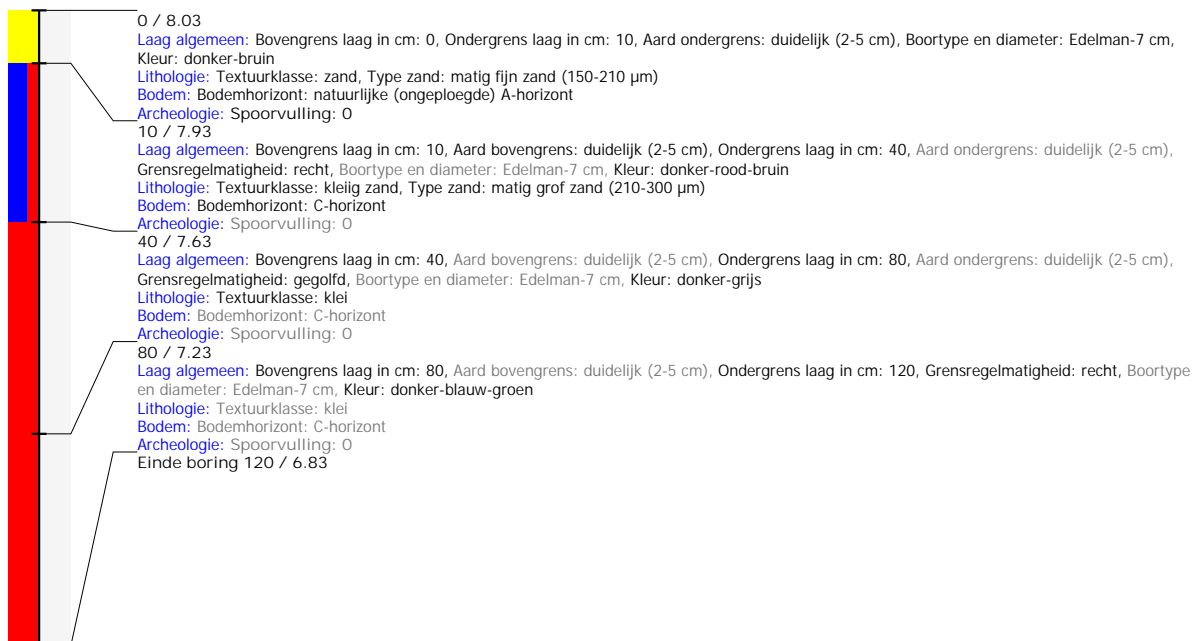 0 / 8.03
Laag algemeen: Bovengrens laag in cm: 0, Ondergrens laag in cm: 10, Aard ondergrens: duidelijk (2-5 cm), Boortype en diameter: Edelman-7 cm,
Kleur: donker-bruin
Lithologie: Textuurklasse: zand, Type zand: matig fijn zand (150-210 µm)
Bodem: Bodemhorizont: natuurlijke (ongeploegde) A-horizont
Archeologie: Spoorvulling: 0
10 / 7.93
Laag algemeen: Bovengrens laag in cm: 10, Aard bovengrens: duidelijk (2-5 cm), Ondergrens laag in cm: 40, Aard ondergrens: duidelijk (2-5 cm),
Grensregelmatigheid: recht, Boortype en diameter: Edelman-7 cm, Kleur: donker-rood-bruin
Lithologie: Textuurklasse: kleiig zand, Type zand: matig grof zand (210-300 µm)
Bodem: Bodemhorizont: C-horizont
Archeologie: Spoorvulling: 0
40 / 7.63
Laag algemeen: Bovengrens laag in cm: 40, Aard bovengrens: duidelijk (2-5 cm), Ondergrens laag in cm: 80, Aard ondergrens: duidelijk (2-5 cm),
Grensregelmatigheid: gegolfd, Boortype en diameter: Edelman-7 cm, Kleur: donker-grijs
Lithologie: Textuurklasse: klei
Bodem: Bodemhorizont: C-horizont
Archeologie: Spoorvulling: 0
80 / 7.23
Laag algemeen: Bovengrens laag in cm: 80, Aard bovengrens: duidelijk (2-5 cm), Ondergrens laag in cm: 120, Grensregelmatigheid: recht, Boortype
en diameter: Edelman-7 cm, Kleur: donker-blauw-groen
Lithologie: Textuurklasse: klei
Bodem: Bodemhorizont: C-horizont
Archeologie: Spoorvulling: 0
Einde boring 120 / 6.83